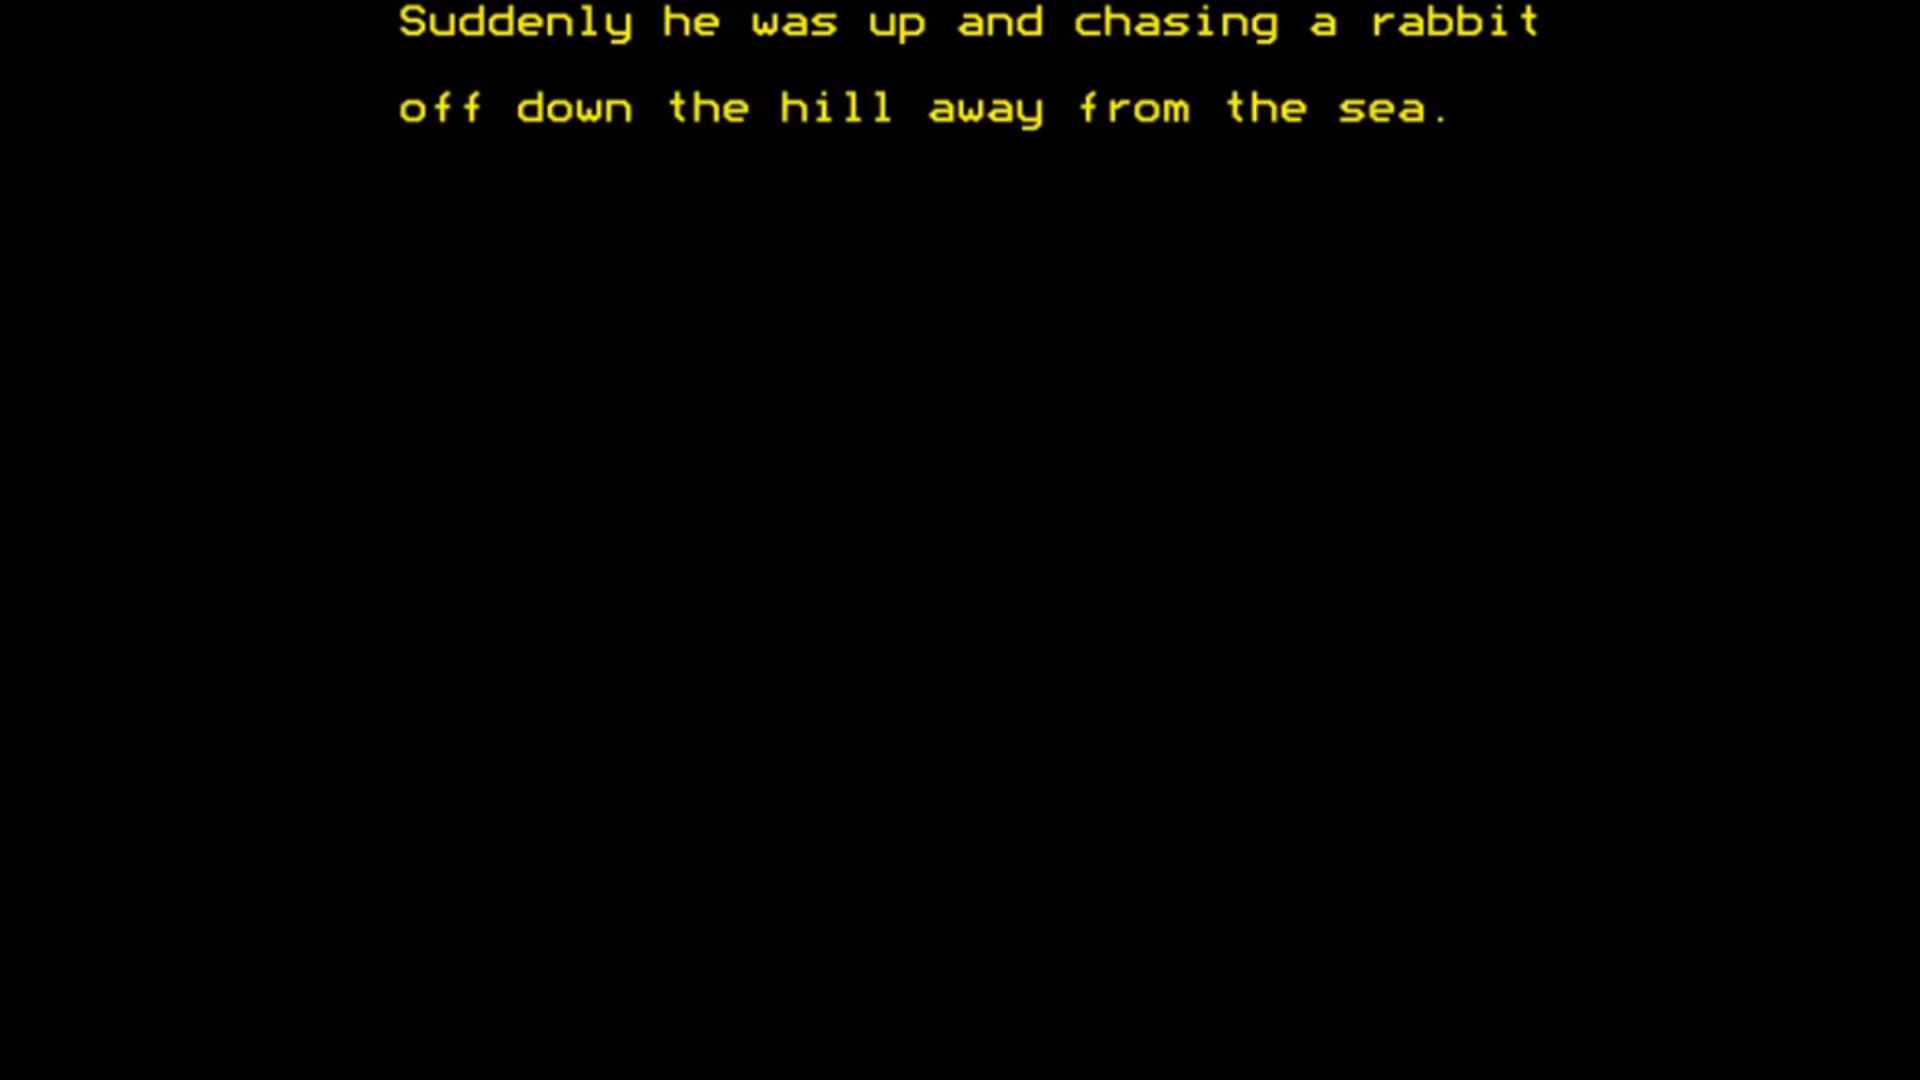 Suddenly he was up and chasing a rabbit
off down the hill away from the sea.